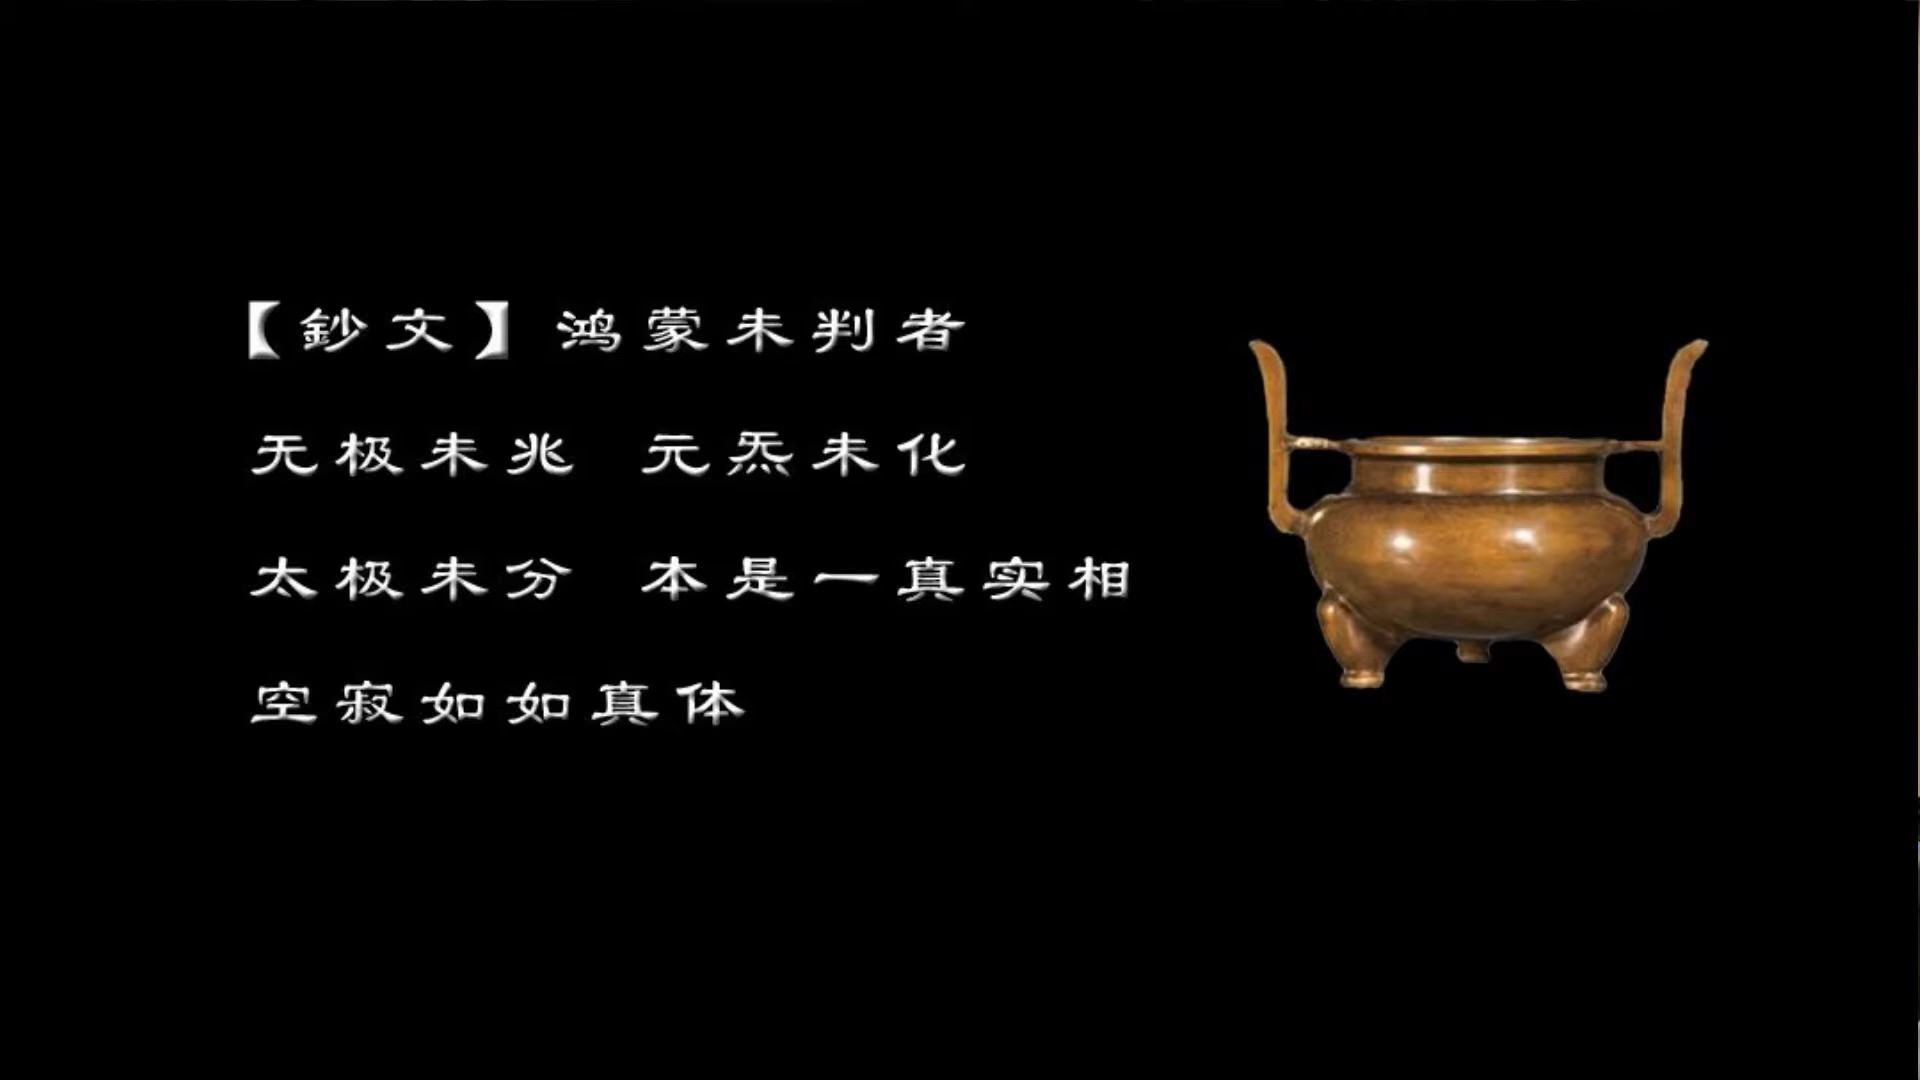 【鈔文】鸿蒙未判者
无极未兆 元炁未化
太极未分 本是一真实相
空寂如如真体